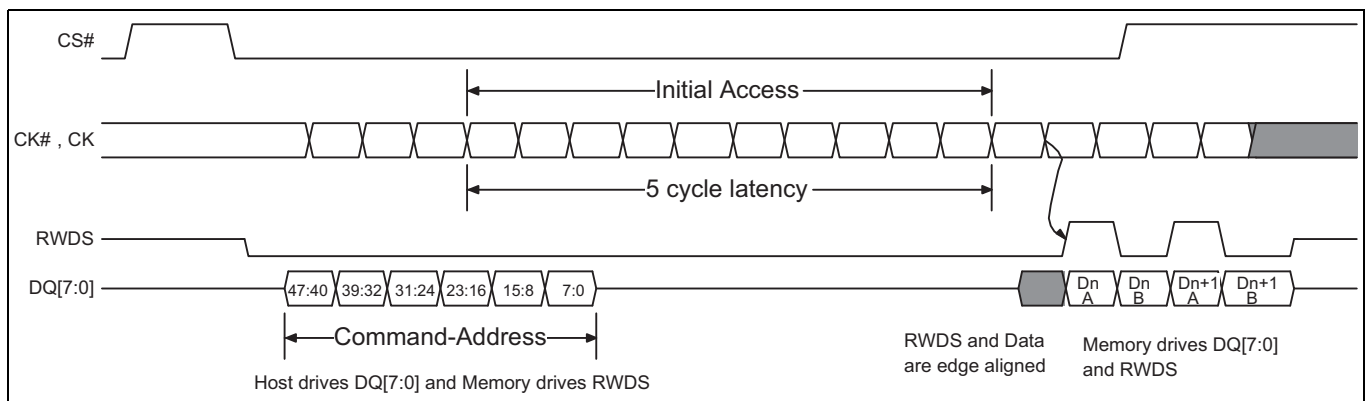 CS#
Initial Access
CK# , CK
5 cycle latency
RWDS
DQ[7:0]
47:40 39:32 31:24 23:16 15:8 7:0
Dn A
Dn B
Dn+1 A
Dn+1 B
Command-Address
Host drives DQ[7:0] and Memory drives RWDS
RWDS and Data
are edge aligned
Memory drives DQ[7:0]
and RWDS